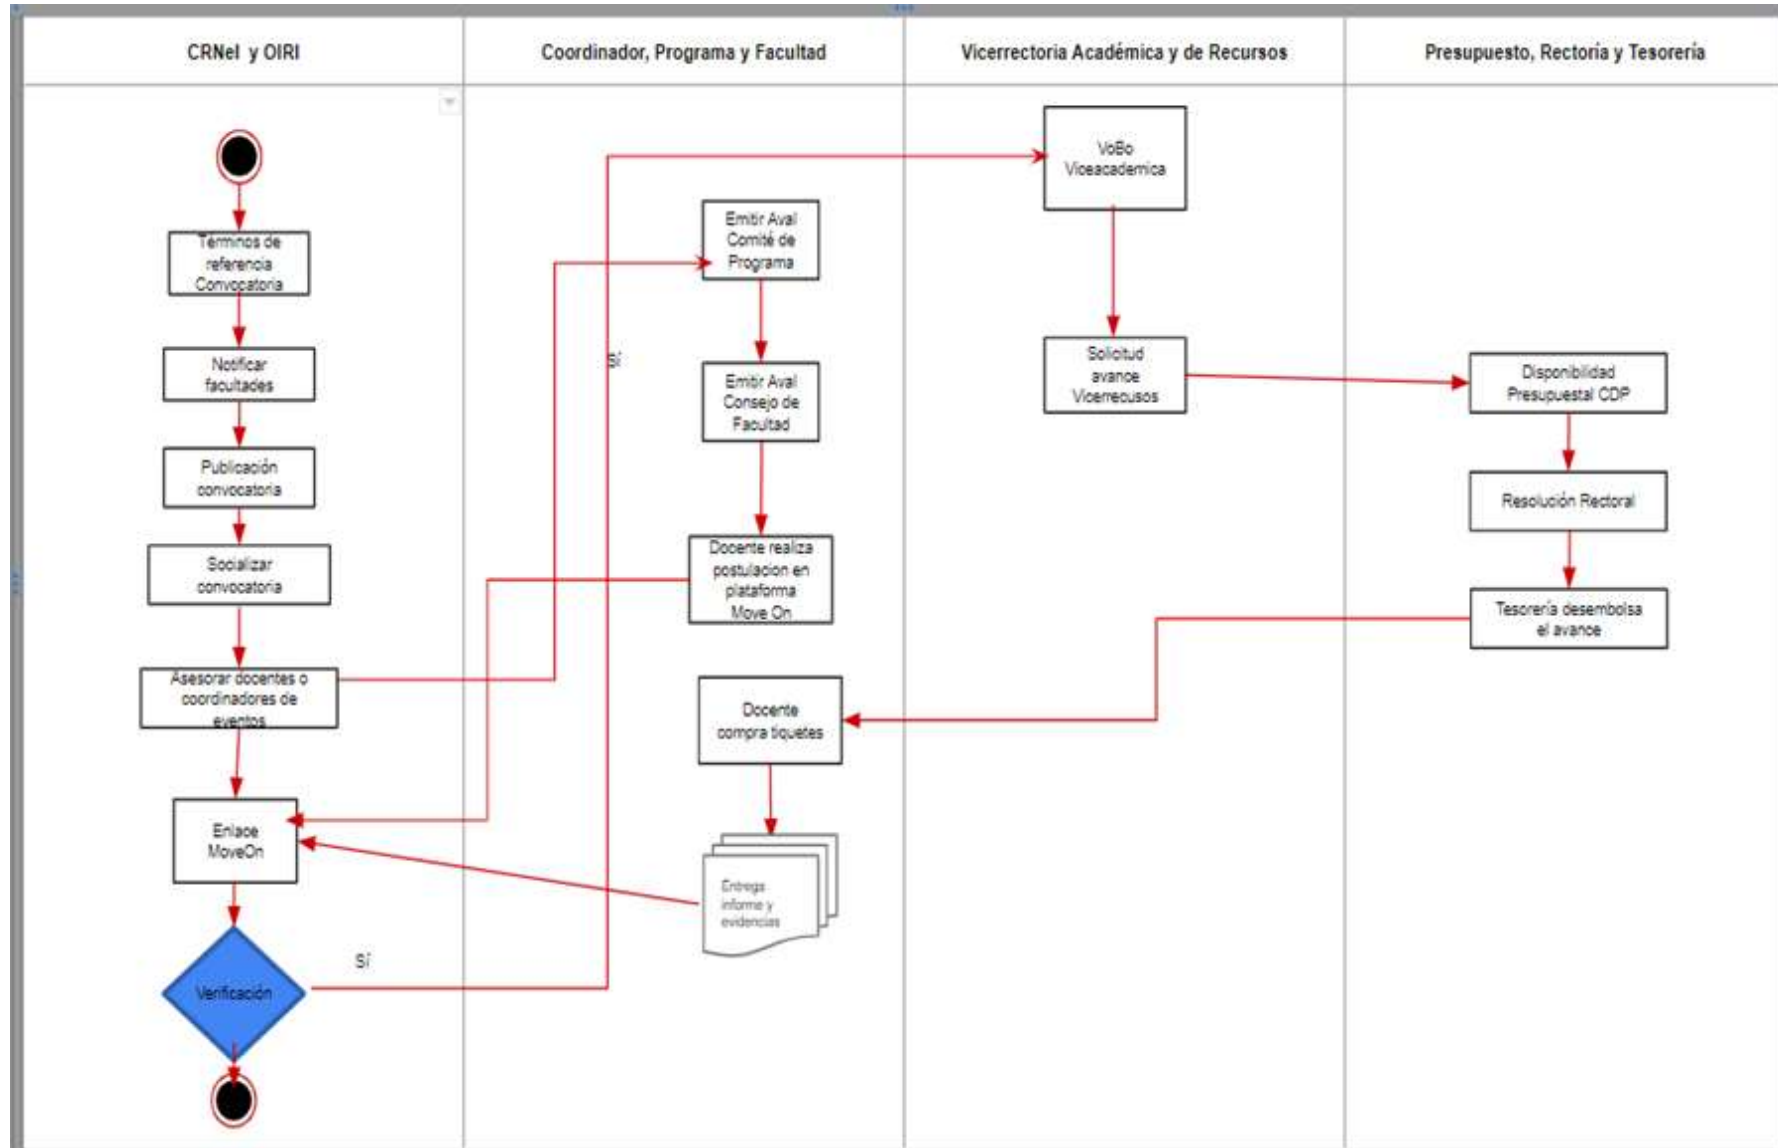 CRNeI y OIRI
Coordinador, Programa y Facultad
Vicerrectoria Académica y de Recursos
Presupuesto, Rectoría y Tesorería
Términos de
referencia
Convocatoria
Notificar
facultades
Publicación
convocatoria
Socializar
convocatoria
Asesorar docentes o
coordinadores de
eventos
Enlace
MoveOn
Verificación
Sí
Sí
Emitir Aval
Comité de
Programa
Emitir Aval
Consejo de
Facultad
Docente realiza
postulacion en
plataforma
Move On
Docente
compra tiquetes
Entrega
informe y
evidencias
VoBo
Viceacademica
Solicitud
avance
Vicerrecusos
Disponibilidad
Presupuestal CDP
Resolución Rectoral
Tesorería desembolsa
el avance